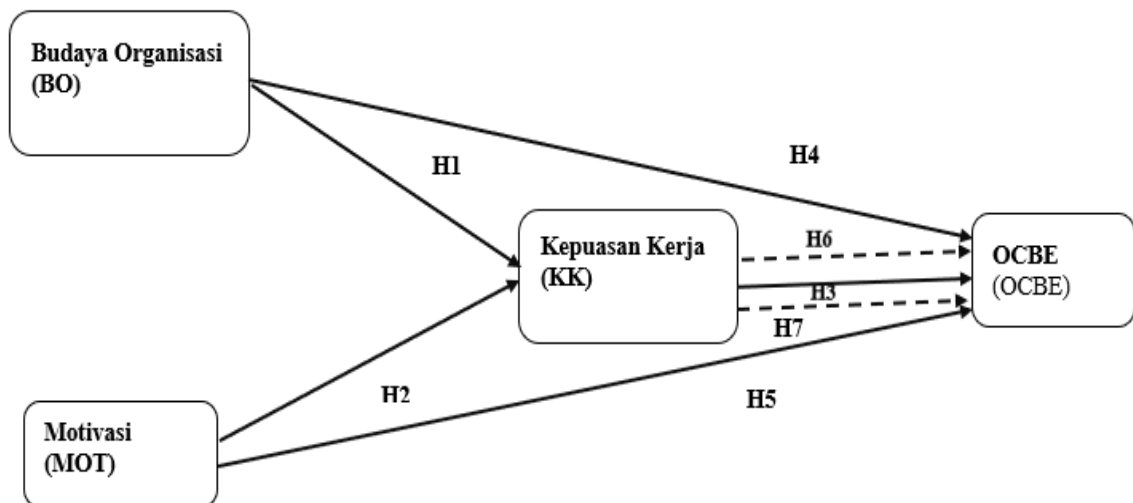 Budaya Organisasi
(BO)
H4
H1
Kepuasan Kerja
(KK)
H6
OCBE
(OCBE)
H3
H7
H2
H5
Motivasi
(MOT)